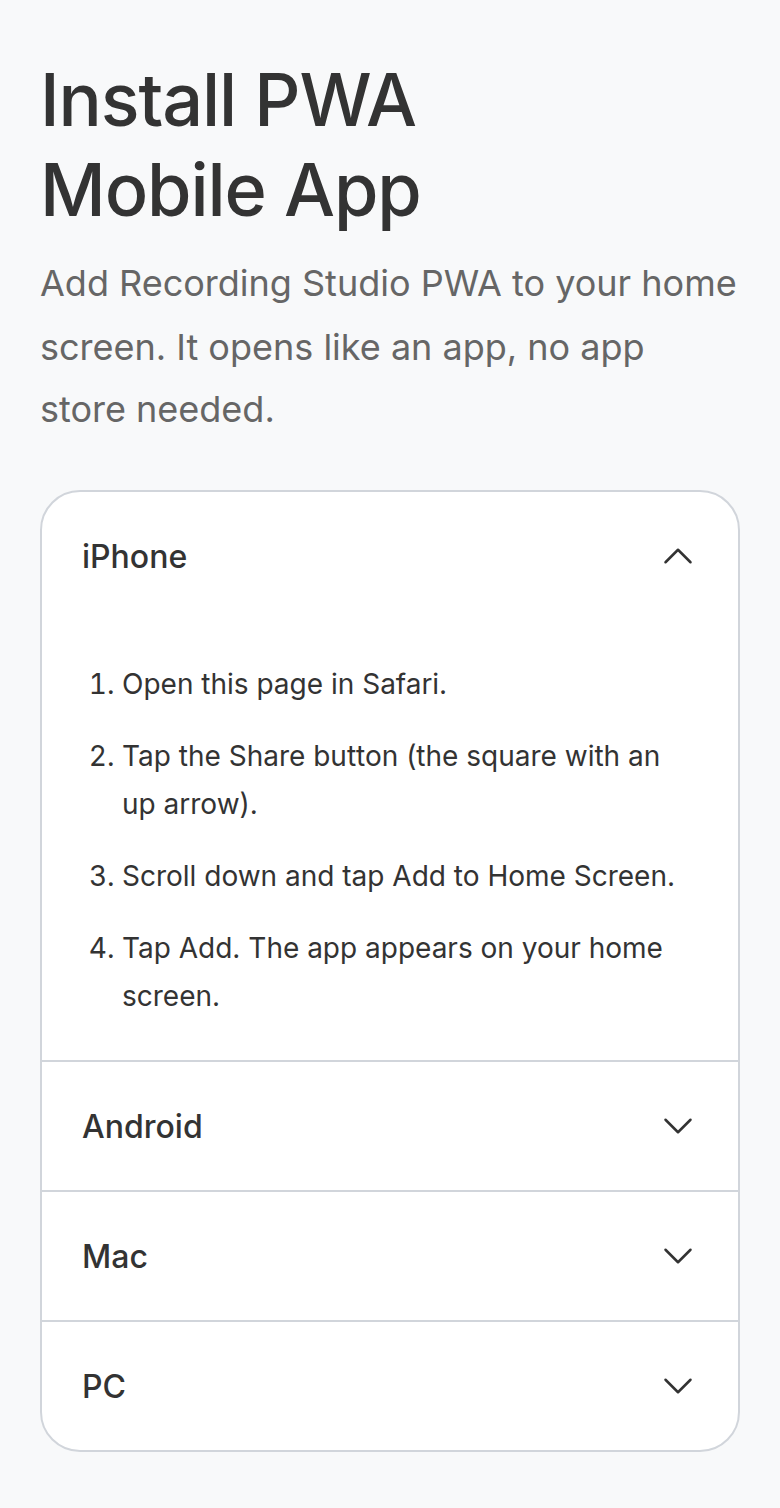 Install PWA
Mobile App
Add Recording Studio PWA to your home
screen. It opens like an app, no app
store needed.
iPhone
1. Open this page in Safari.
2. Tap the Share button (the square with an
up arrow).
3. Scroll down and tap Add to Home Screen.
4. Tap Add. The app appears on your home
screen.
Android
Mac
PC